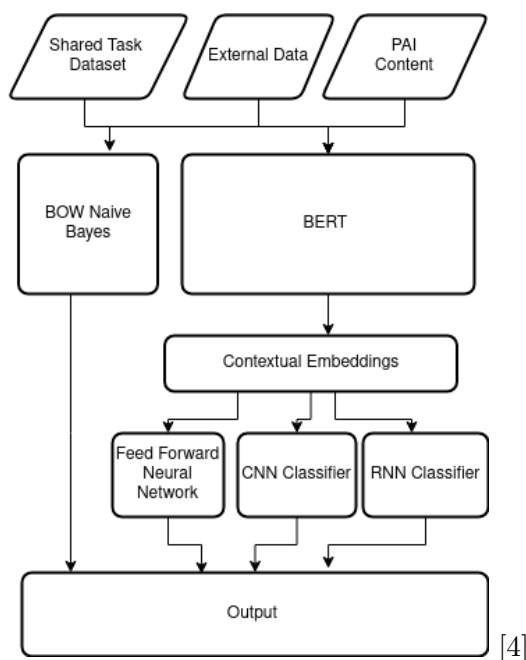 Shared Task
Dataset
External Data
PAI
Content
BOW Naive
Bayes
BERT
Contextual Embeddings
Feed Forward
Neural
Network
CNN Classifier
RNN Classifier
Output
[4]